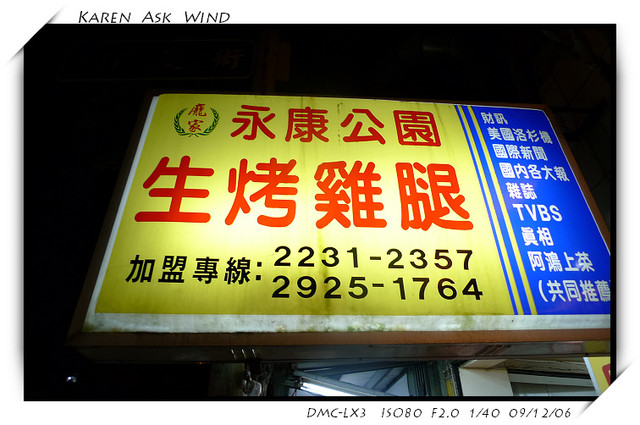 KAREN ASK WIND
街
龐家
永康公園
生烤雞腿
加盟專線:
2231-2357
2925-1764
財訊
美國洛杉磯
國際新聞
國內各大報
雜誌
TVBS
真相
阿鴻上菜
(共同推薦
DMC-LX3 ISO80 F2.0 1/40 09/12/06